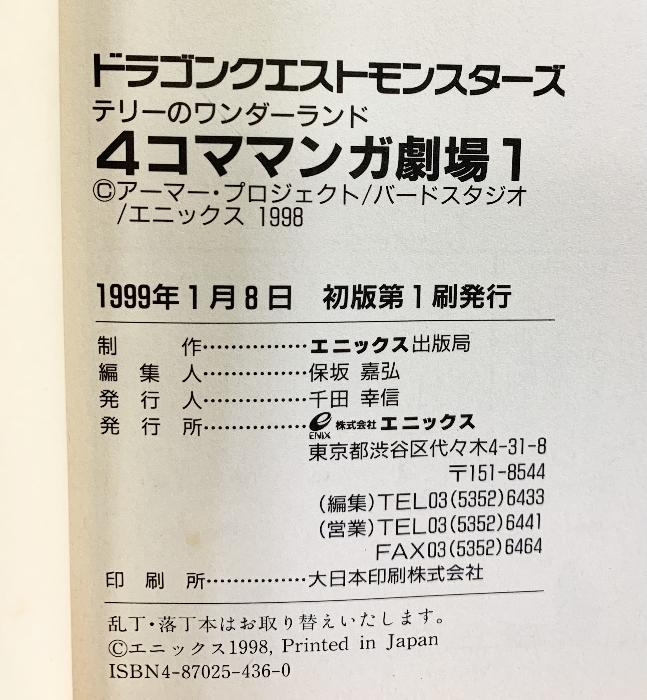 ドラゴンクエストモンスターズ
テリーのワンダーランド
4コママンガ劇場1
©アーマー・プロジェクト/バードスタジオ
/エニックス 1998
1999年1月8日 初版第1刷発行
制作……………エニックス出版局
編集人……………保坂 嘉弘
発行人……………千田 幸信
発行所……………e ENIX 株式会社エニックス
東京都渋谷区代々木4-31-8
〒151-8544
(編集)TEL03(5352)6433
(営業)TEL03(5352)6441
FAX03(5352)6464
印刷所……………大日本印刷株式会社
乱丁・落丁本はお取り替えいたします。
©エニックス1998, Printed in Japan
ISBN4-87025-436-0